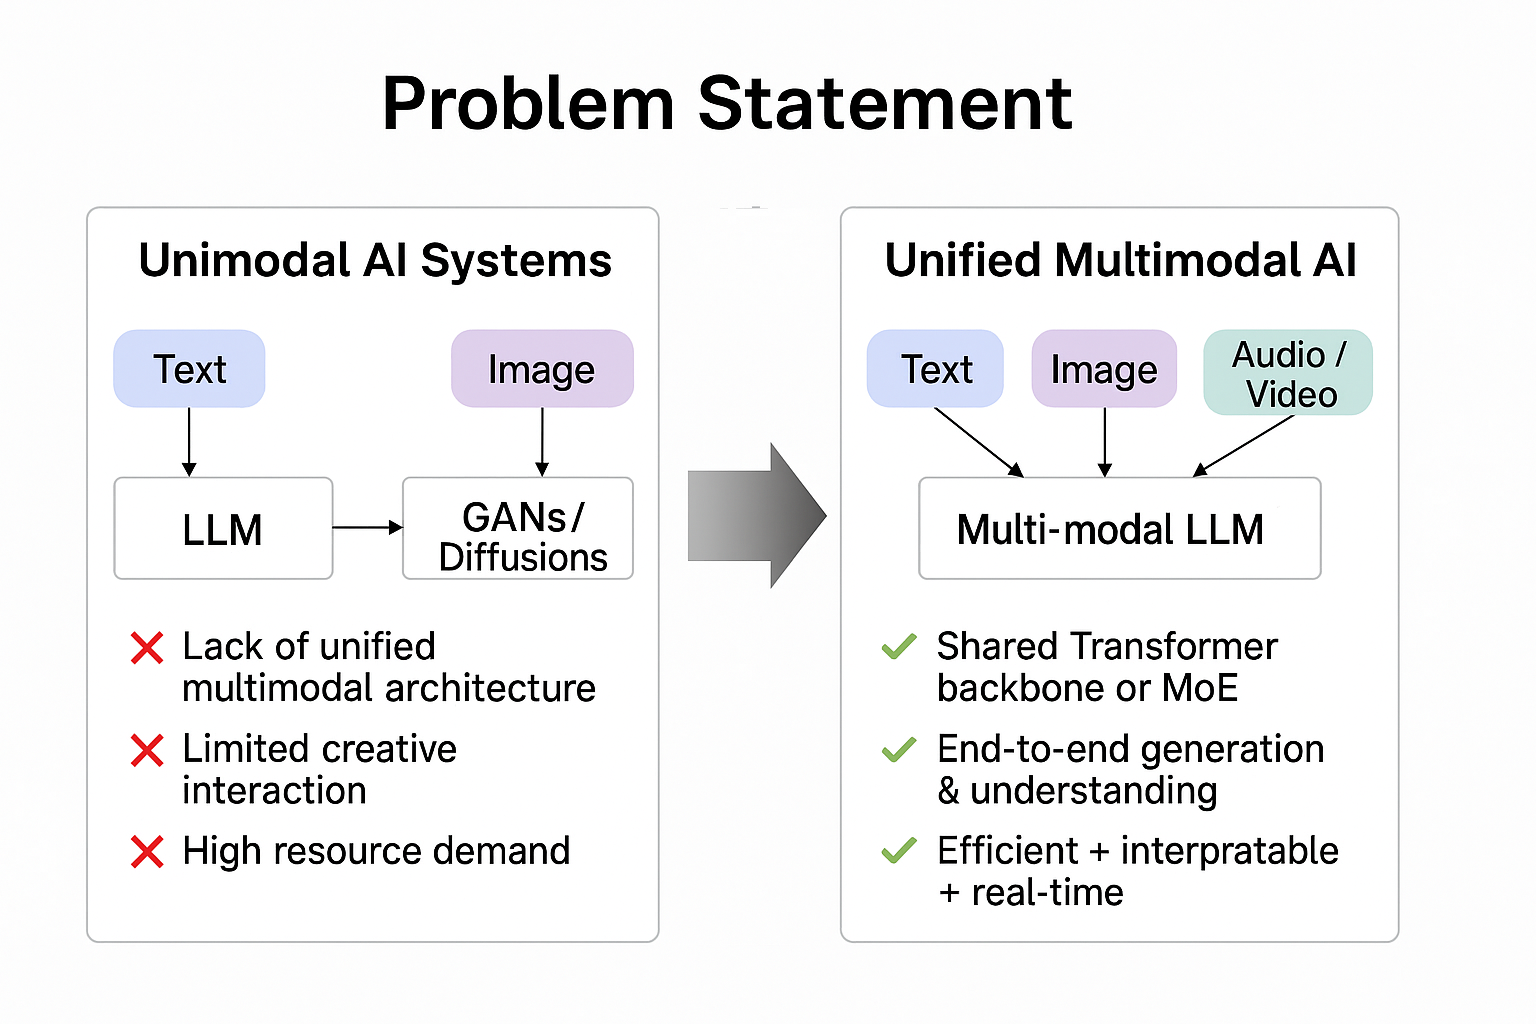 Problem Statement
Unimodal AI Systems
Text
Image
LLM
GANs/
Diffusions
Lack of unified
multimodal architecture
Limited creative
interaction
High resource demand
Unified Multimodal AI
Text
Image
Audio /
Video
Multi-modal LLM
Shared Transformer
backbone or MoE
End-to-end generation
& understanding
Efficient + interpratable
+ real-time